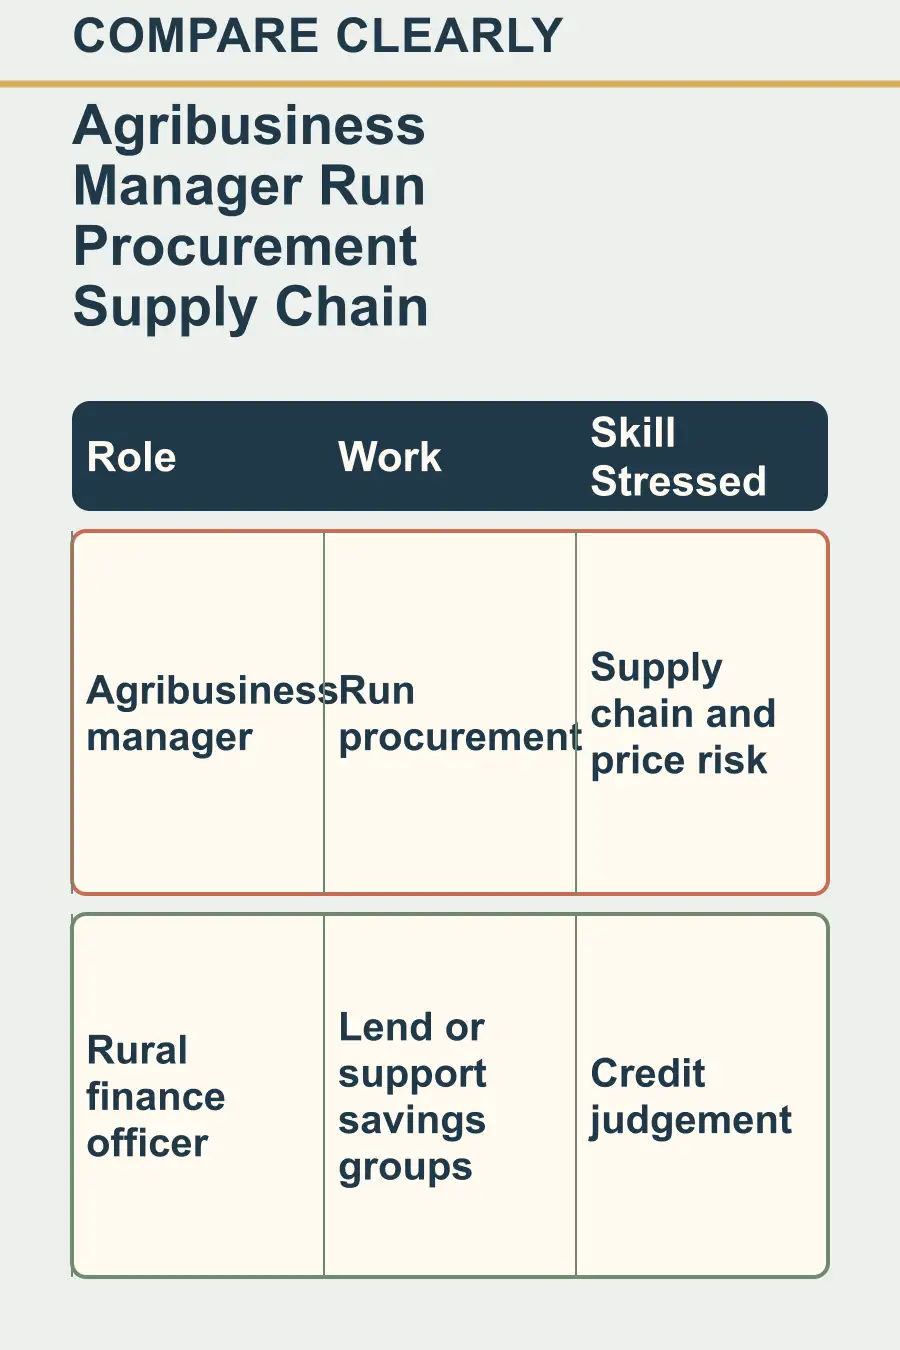 COMPARE CLEARLY
Agribusiness
Manager Run
Procurement
Supply Chain
Role
Work
Skill
Stressed
Agribusiness
manager
Run
procurement
Supply
chain and
price risk
Rural
finance
officer
Lend or
support
savings
groups
Credit
judgement